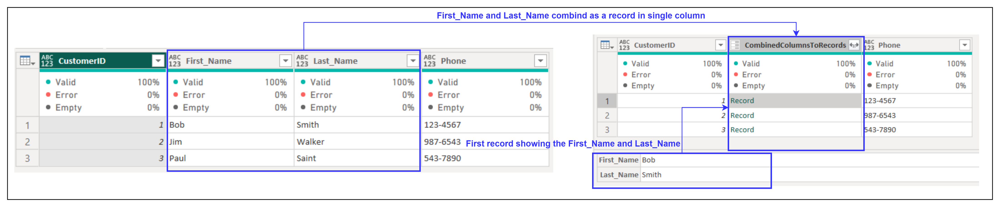 First_Name and Last_Name combind as a record in single column
ABC 123 CustomerID ABC 123 First_Name ABC 123 Last_Name ABC 123 Phone
Valid 100% Valid 100% Valid 100% Valid 100%
Error 0% Error 0% Error 0% Error 0%
Empty 0% Empty 0% Empty 0% Empty 0%
1 1 Bob Smith 123-4567
2 2 Jim Walker 987-6543
3 3 Paul Saint 543-7890
ABC 123 CustomerID CombinedColumnsToRecords ABC 123 Phone
Valid 100% Valid 100% Valid 100%
Error 0% Error 0% Error 0%
Empty 0% Empty 0% Empty 0%
1 1 Record 123-4567
2 2 Record 987-6543
3 3 Record 543-7890
First record showing the First_Name and Last_Name
First_Name Bob
Last_Name Smith